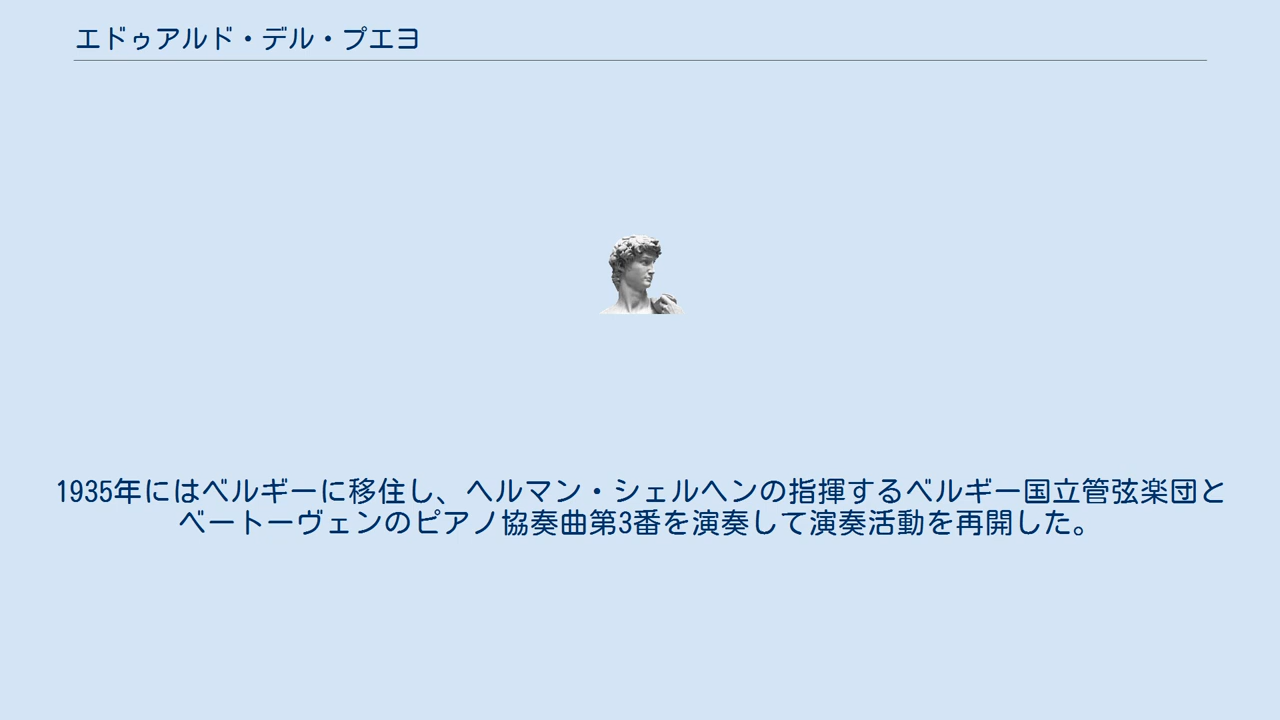 エドゥアルド・デル・プエヨ
1935年にはベルギーに移住し、ヘルマン・シェルヘンの指揮するベルギー国立管弦楽団と
ベートーヴェンのピアノ協奏曲第3番を演奏して演奏活動を再開した。